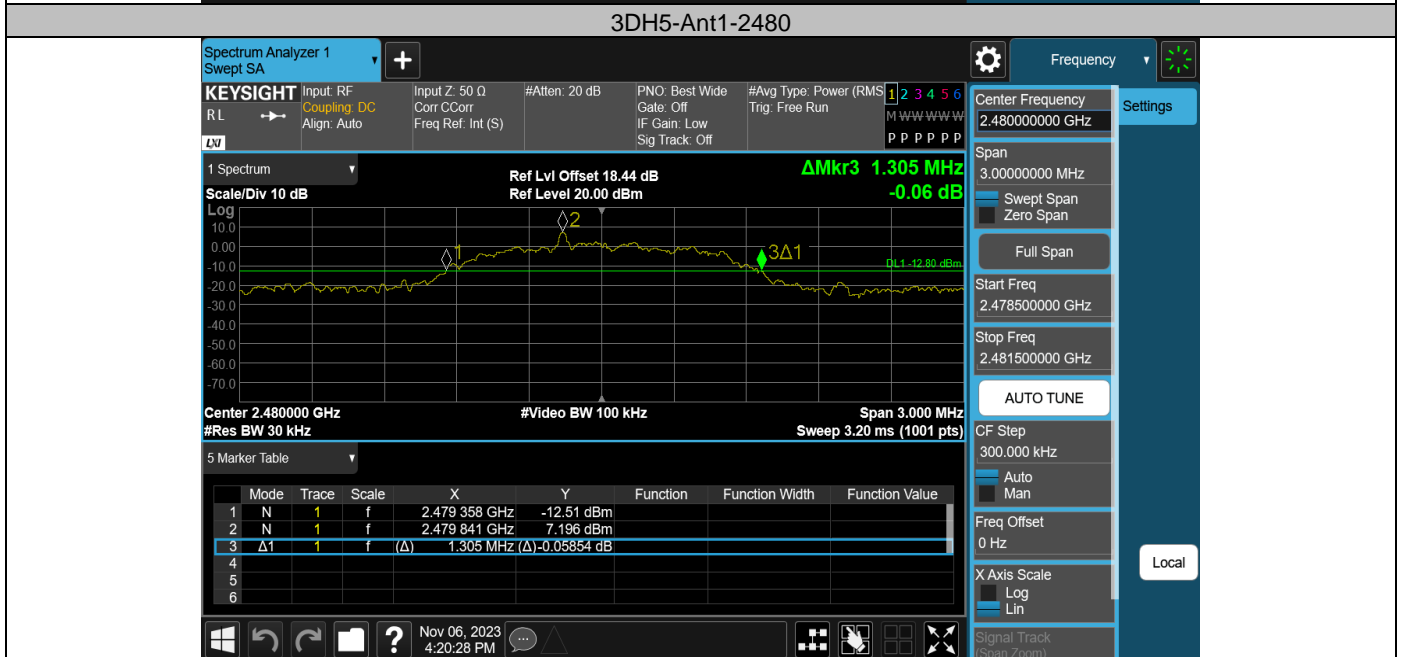 3DH5-Ant1-2480
Spectrum Analyzer 1
Swept SA
Frequency
KEYSIGHT
RL
LXI
Input: RF
Coupling: DC
Align: Auto
Input Z: 50 Ω
Corr CCorr
Freq Ref: Int (S)
#Atten: 20 dB
PNO: Best Wide
Gate: Off
IF Gain: Low
Sig Track: Off
#Avg Type: Power (RMS
Trig: Free Run
1 2 3 4 5 6
M W W W W W
P P P P P P
1 Spectrum
Scale/Div 10 dB
Ref Lvl Offset 18.44 dB
Ref Level 20.00 dBm
ΔMkr3 1.305 MHz
-0.06 dB
Log
10.0
0.00
-10.0
-20.0
-30.0
-40.0
-50.0
-60.0
-70.0
1
2
3Δ1
DL1 -12.80 dBm
Center 2.480000 GHz
#Video BW 100 kHz
Span 3.000 MHz
#Res BW 30 kHz
Sweep 3.20 ms (1001 pts)
5 Marker Table
Mode Trace Scale X Y Function Function Width Function Value
1 N 1 f 2.479 358 GHz -12.51 dBm
2 N 1 f 2.479 841 GHz 7.196 dBm
3 Δ1 1 f (Δ) 1.305 MHz (Δ) -0.05854 dB
4
5
6
Nov 06, 2023
4:20:28 PM
Center Frequency
2.480000000 GHz
Settings
Span
3.00000000 MHz
Swept Span
Zero Span
Full Span
Start Freq
2.478500000 GHz
Stop Freq
2.481500000 GHz
AUTO TUNE
CF Step
300.000 kHz
Auto
Man
Freq Offset
0 Hz
Local
X Axis Scale
Log
Lin
Signal Track
(Span Zoom)